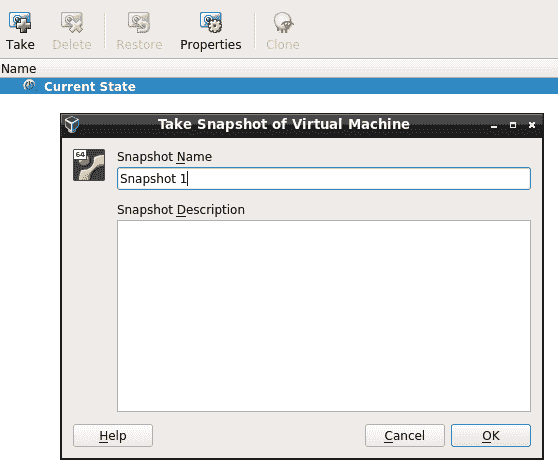 Take Delete Restore Properties Clone
Name
Current State
Take Snapshot of Virtual Machine
64
Snapshot Name
Snapshot 1
Snapshot Description
Help Cancel OK